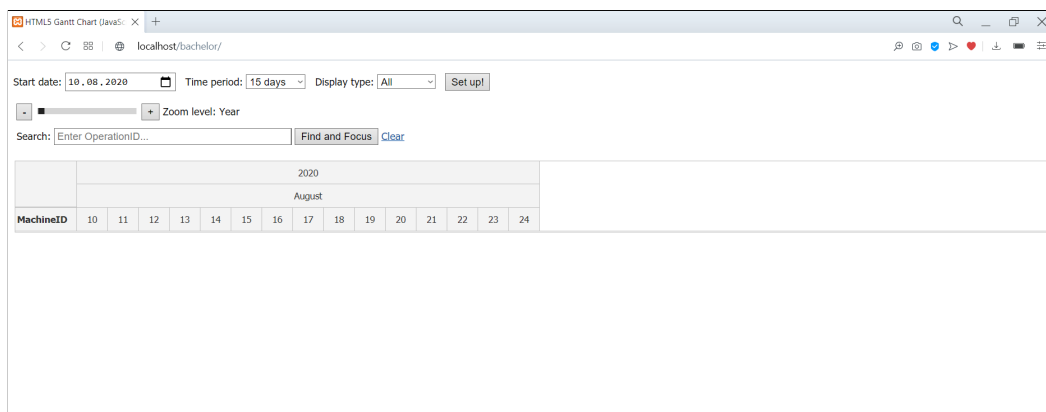 HTML5 Gantt Chart (JavaSc
localhost/bachelor/
Start date: 10.08.2020 Time period: 15 days Display type: All Set up!
- + Zoom level: Year
Search: Enter OperationID... Find and Focus Clear
2020
August
MachineID 10 11 12 13 14 15 16 17 18 19 20 21 22 23 24